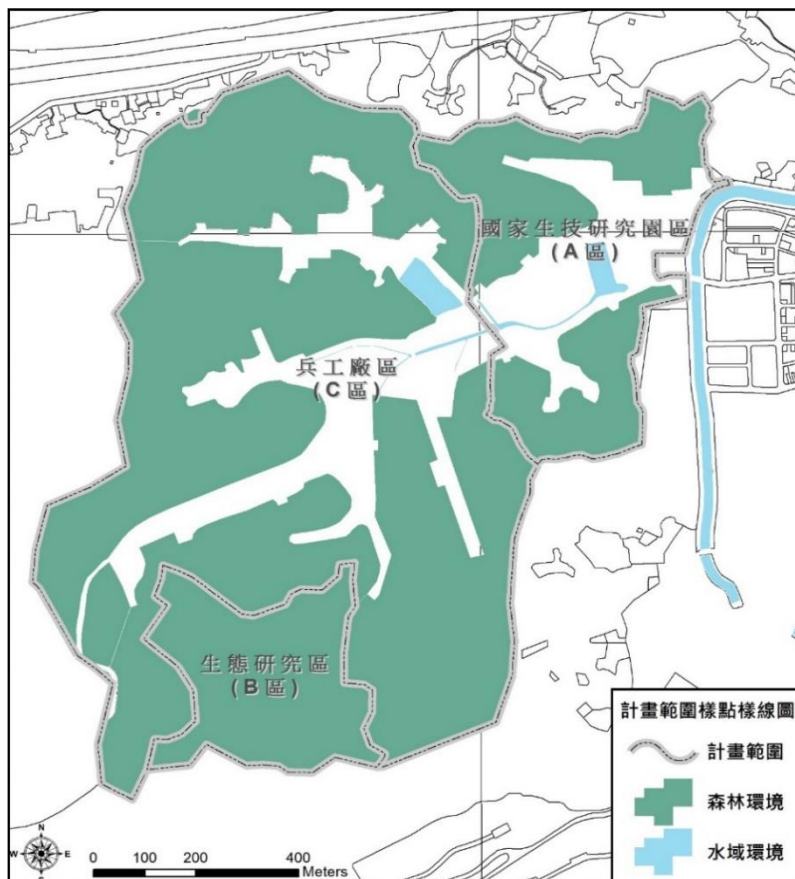 國家生技研究園區
(A區)
兵工廠區
(C區)
生態研究區
(B區)
計畫範圍樣點樣線圖
計畫範圍
森林環境
水域環境
N
W
E
0 100 200 400
Meters